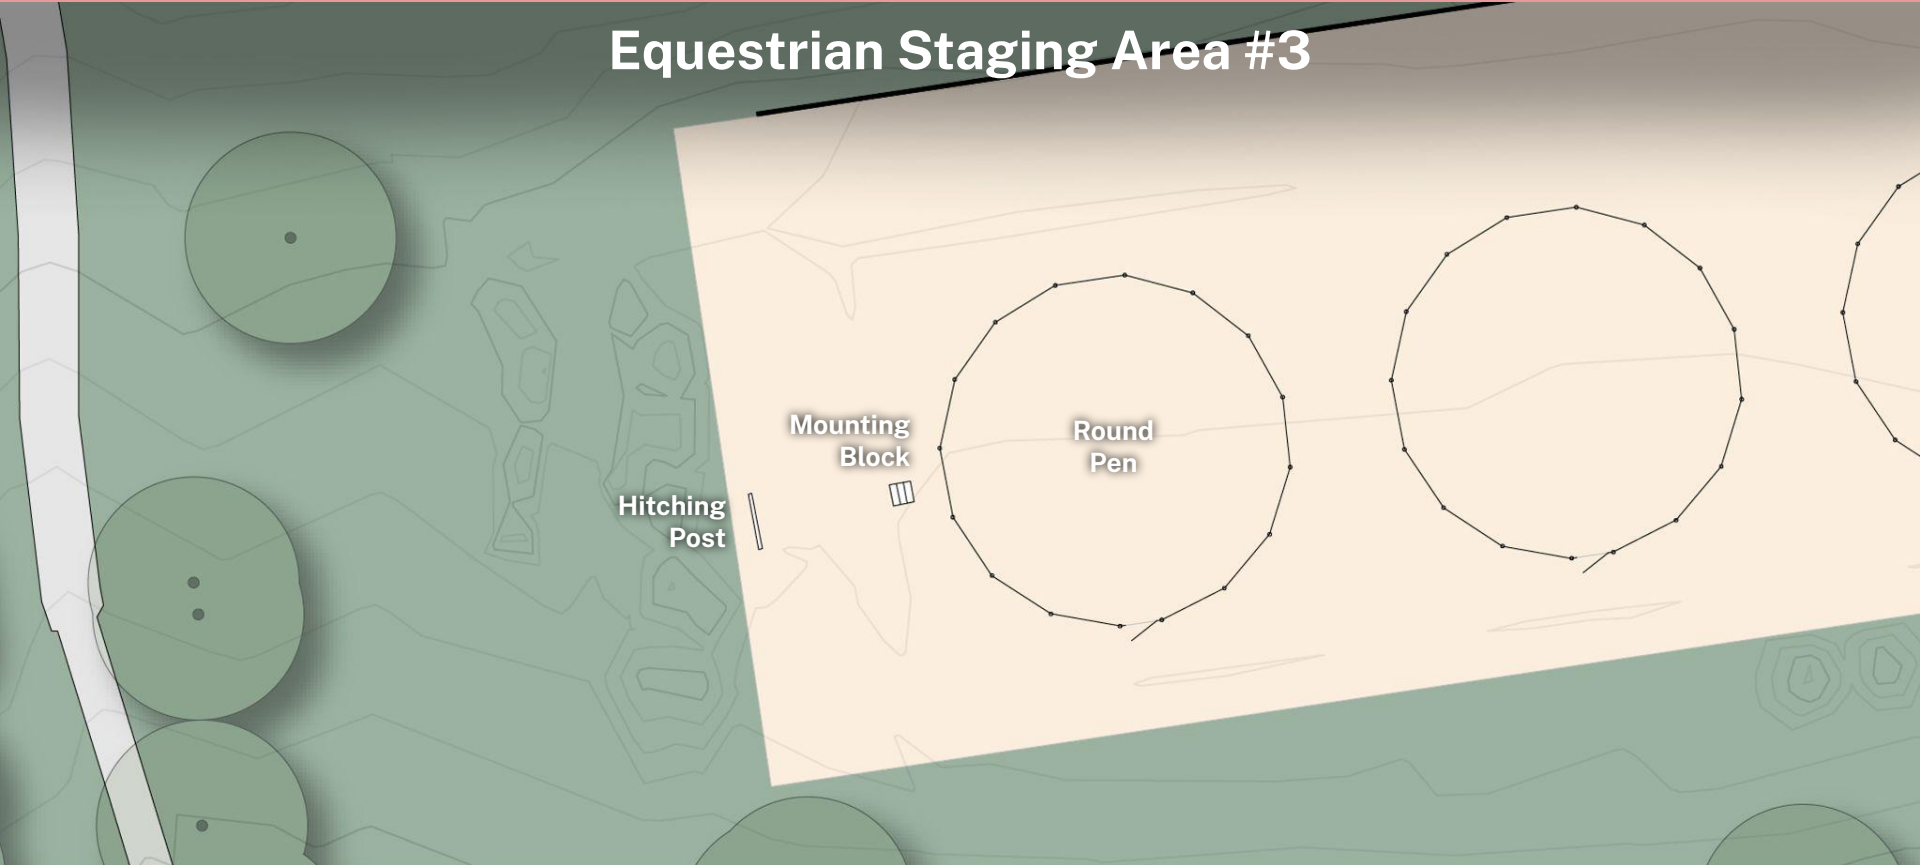 Equestrian Staging Area #3
Mounting
Block
Round
Pen
Hitching
Post